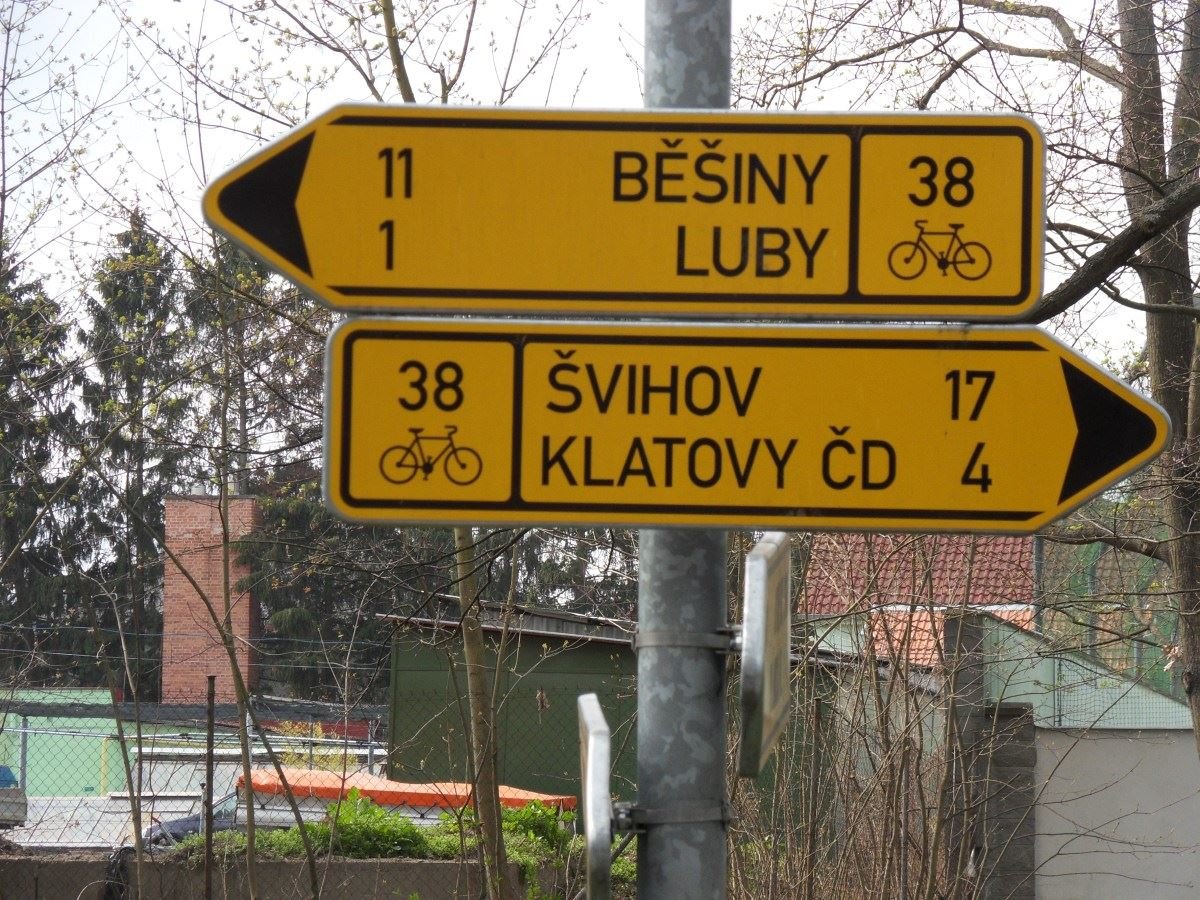 11 BĚŠINY 38
1 LUBY
38 ŠVIHOV 17
KLATOVY ČD 4